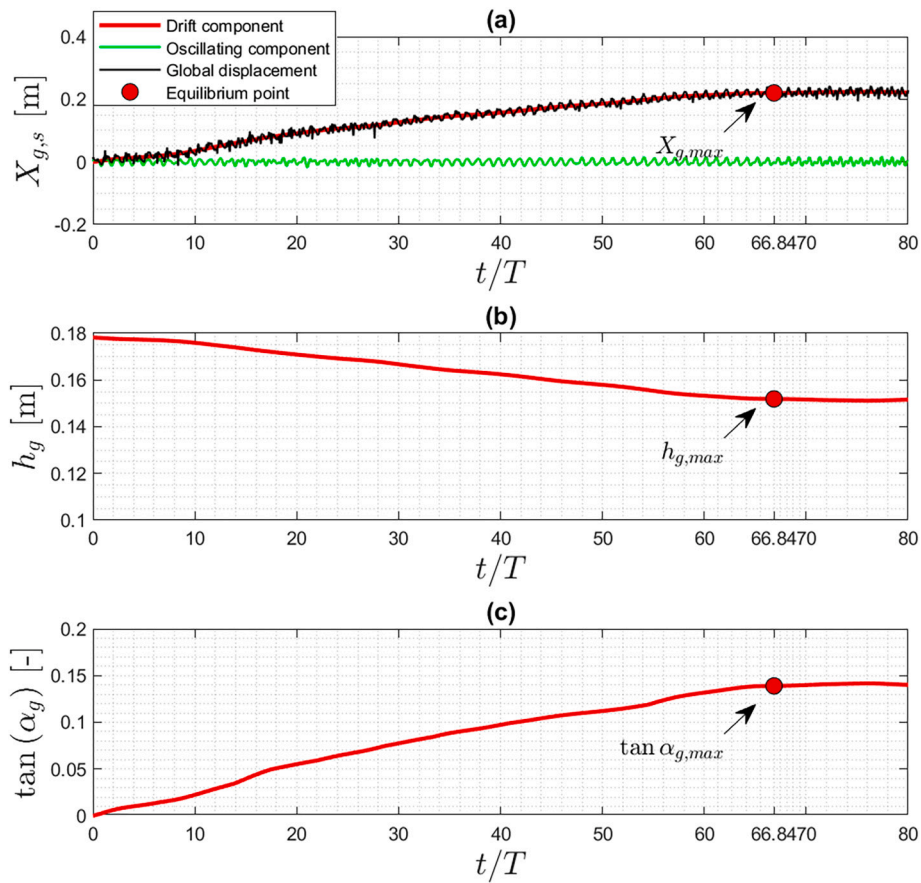 (a)
Drift component
Oscillating component
Global displacement
Equilibrium point
X_{g,s} [m]
0.4
0.2
0
-0.2
X_{g,max}
0 10 20 30 40 50 60 66.8470 80
t/T
(b)
h_g [m]
0.18
0.16
0.14
0.12
0.1
h_{g,max}
0 10 20 30 40 50 60 66.8470 80
t/T
(c)
tan(α_g) [-]
0.2
0.15
0.1
0.05
0
tan α_{g,max}
0 10 20 30 40 50 60 66.8470 80
t/T